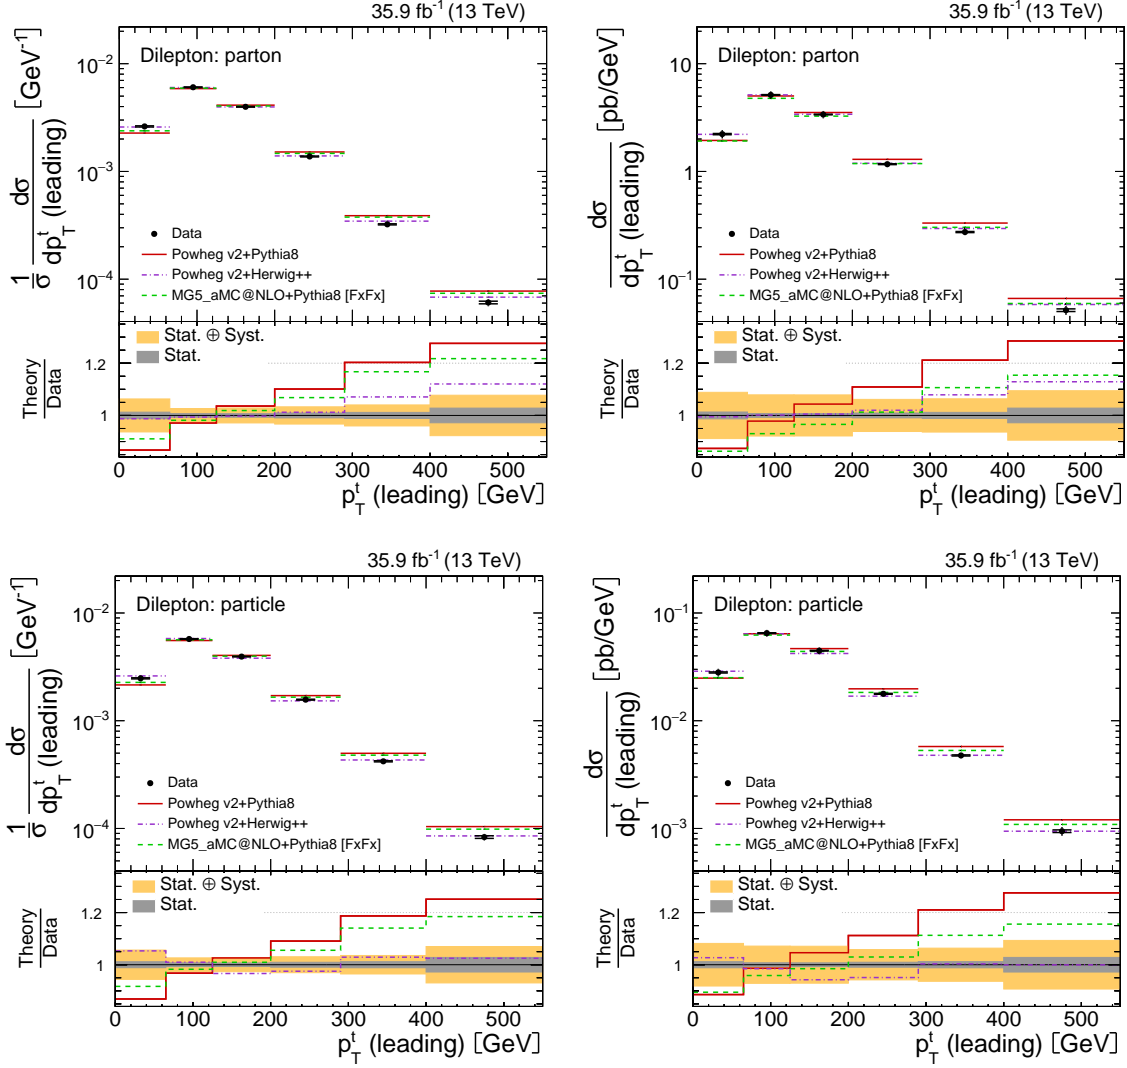 35.9 fb⁻¹ (13 TeV)
Dilepton: parton
1/σ dσ/dp_T^t (leading) [GeV⁻¹]
10⁻²
10⁻³
10⁻⁴
Data
Powheg v2+Pythia8
Powheg v2+Herwig++
MG5_aMC@NLO+Pythia8 [FxFx]
Stat. ⊕ Syst.
Stat.
Theory/Data
1.2
1
0 100 200 300 400 500
p_T^t (leading) [GeV]
35.9 fb⁻¹ (13 TeV)
Dilepton: parton
dσ/dp_T^t (leading) [pb/GeV]
10
1
10⁻¹
Data
Powheg v2+Pythia8
Powheg v2+Herwig++
MG5_aMC@NLO+Pythia8 [FxFx]
Stat. ⊕ Syst.
Stat.
Theory/Data
1.2
1
0 100 200 300 400 500
p_T^t (leading) [GeV]
35.9 fb⁻¹ (13 TeV)
Dilepton: particle
1/σ dσ/dp_T^t (leading) [GeV⁻¹]
10⁻²
10⁻³
10⁻⁴
Data
Powheg v2+Pythia8
Powheg v2+Herwig++
MG5_aMC@NLO+Pythia8 [FxFx]
Stat. ⊕ Syst.
Stat.
Theory/Data
1.2
1
0 100 200 300 400 500
p_T^t (leading) [GeV]
35.9 fb⁻¹ (13 TeV)
Dilepton: particle
dσ/dp_T^t (leading) [pb/GeV]
10⁻¹
10⁻²
10⁻³
Data
Powheg v2+Pythia8
Powheg v2+Herwig++
MG5_aMC@NLO+Pythia8 [FxFx]
Stat. ⊕ Syst.
Stat.
Theory/Data
1.2
1
0 100 200 300 400 500
p_T^t (leading) [GeV]